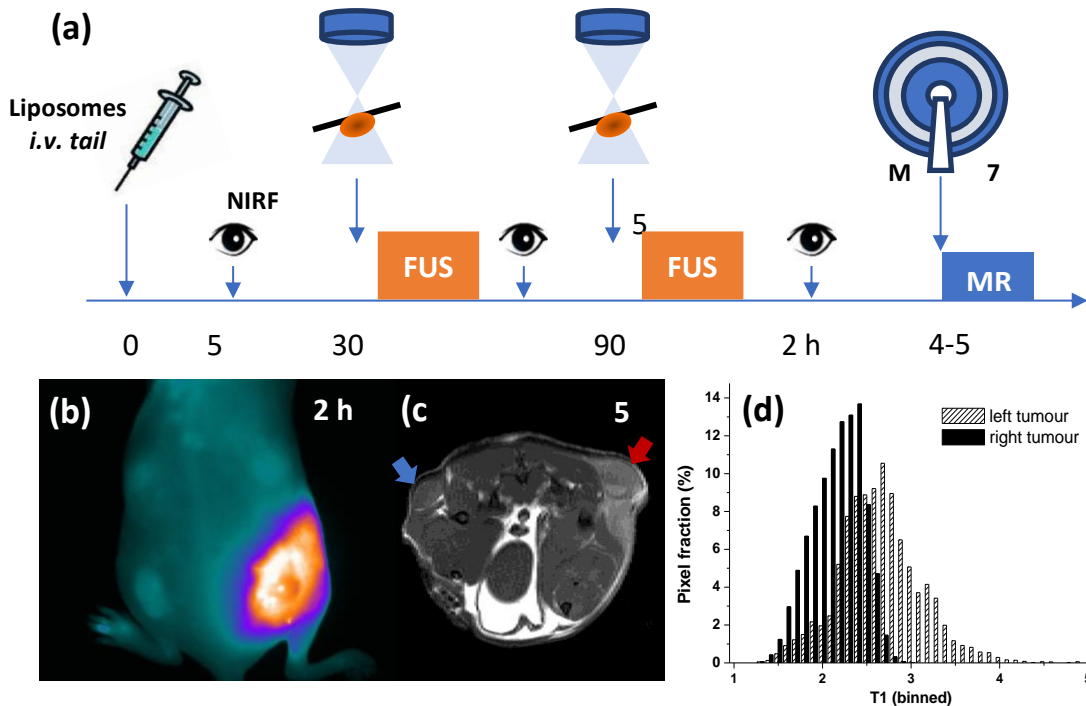 (a)
Liposomes
i.v. tail
NIRF
M 7
5
FUS
FUS
MR
0 5 30 90 2 h 4-5
(b) 2 h
(c 5
(d)
left tumour
right tumour
Pixel fraction (%)
14
12
10
8
6
4
2
0
1 2 3 4 5
T1 (binned)